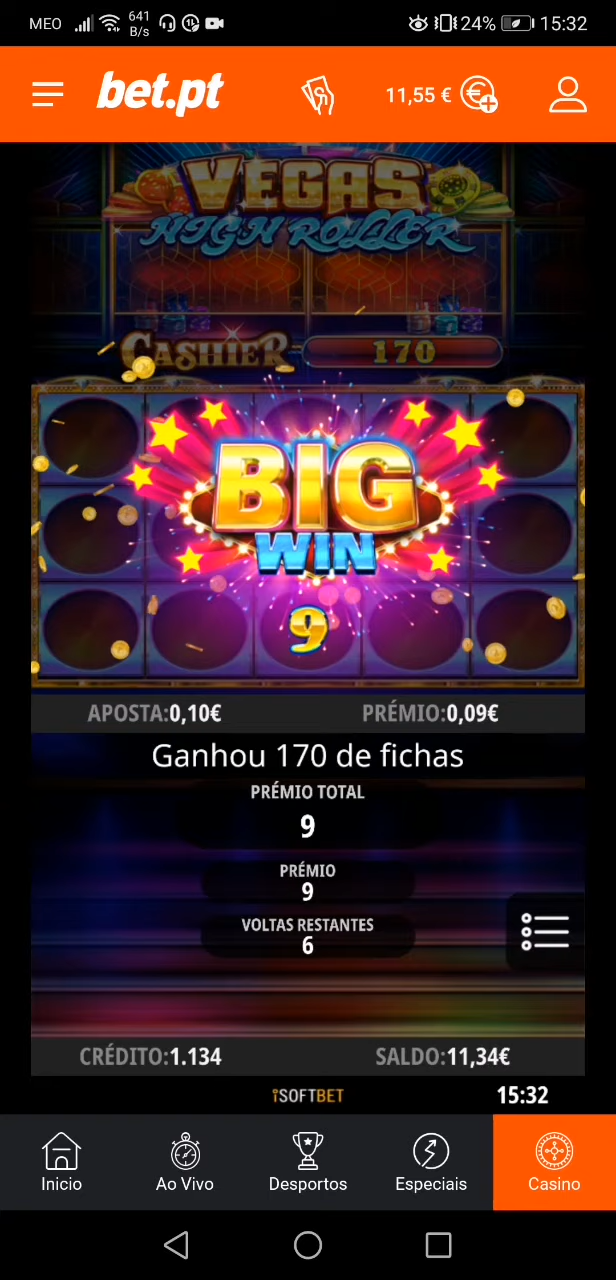 MEO 641 B/s 24% 15:32
bet.pt 11,55 €
VEGAS
HIGH ROLLER
CASHIER 170
BIG
WIN
9
APOSTA:0,10€ PRÉMIO:0,09€
Ganhou 170 de fichas
PRÉMIO TOTAL
9
PRÉMIO
9
VOLTAS RESTANTES
6
CRÉDITO:1.134 SALDO:11,34€
iSOFTBET 15:32
Inicio Ao Vivo Desportos Especiais Casino